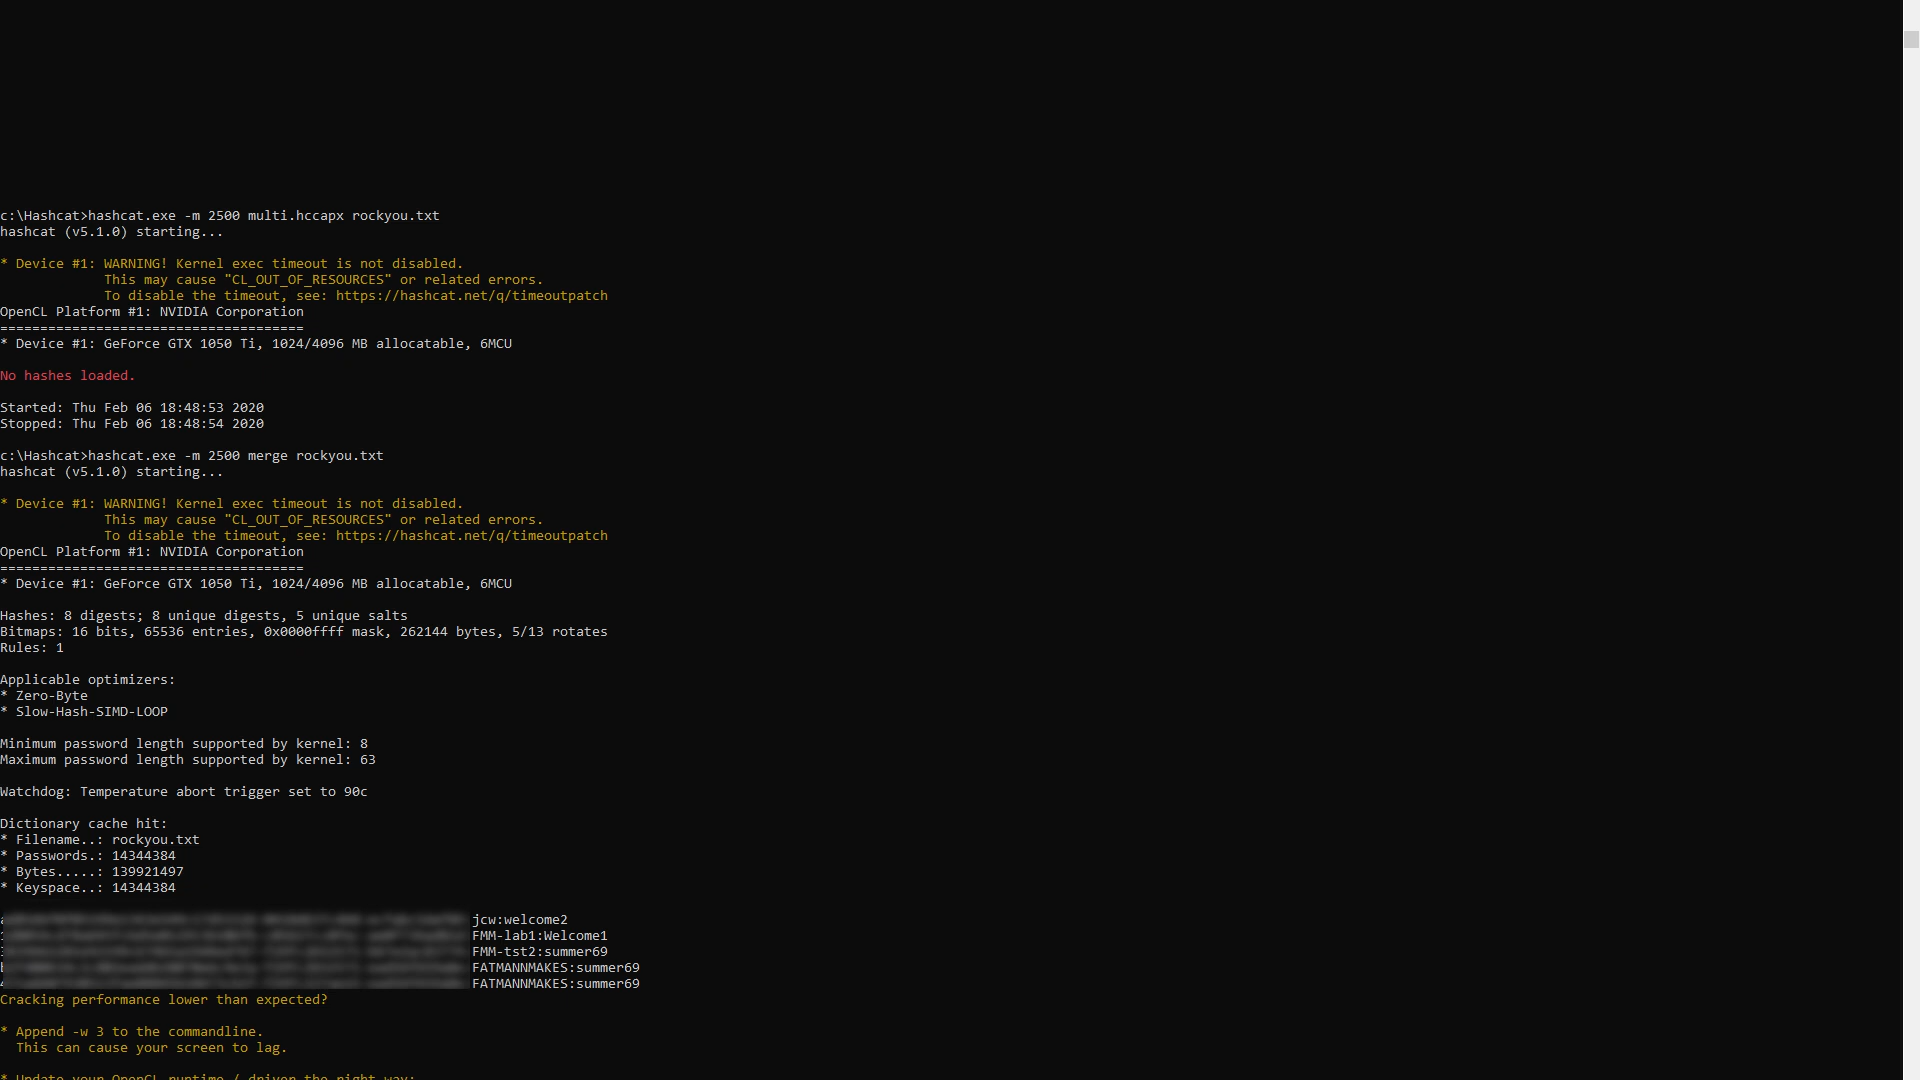 c:\Hashcat>hashcat.exe -m 2500 multi.hccapx rockyou.txt
hashcat (v5.1.0) starting...
* Device #1: WARNING! Kernel exec timeout is not disabled.
This may cause "CL_OUT_OF_RESOURCES" or related errors.
To disable the timeout, see: https://hashcat.net/q/timeoutpatch
OpenCL Platform #1: NVIDIA Corporation
======================================
* Device #1: GeForce GTX 1050 Ti, 1024/4096 MB allocatable, 6MCU
No hashes loaded.
Started: Thu Feb 06 18:48:53 2020
Stopped: Thu Feb 06 18:48:54 2020
c:\Hashcat>hashcat.exe -m 2500 merge rockyou.txt
hashcat (v5.1.0) starting...
* Device #1: WARNING! Kernel exec timeout is not disabled.
This may cause "CL_OUT_OF_RESOURCES" or related errors.
To disable the timeout, see: https://hashcat.net/q/timeoutpatch
OpenCL Platform #1: NVIDIA Corporation
======================================
* Device #1: GeForce GTX 1050 Ti, 1024/4096 MB allocatable, 6MCU
Hashes: 8 digests; 8 unique digests, 5 unique salts
Bitmaps: 16 bits, 65536 entries, 0x0000ffff mask, 262144 bytes, 5/13 rotates
Rules: 1
Applicable optimizers:
* Zero-Byte
* Slow-Hash-SIMD-LOOP
Minimum password length supported by kernel: 8
Maximum password length supported by kernel: 63
Watchdog: Temperature abort trigger set to 90c
Dictionary cache hit:
* Filename..: rockyou.txt
* Passwords.: 14344384
* Bytes.....: 139921497
* Keyspace..: 14344384
jcw:welcome2
FMM-lab1:Welcome1
FMM-tst2:summer69
FATMANNMAKES:summer69
FATMANNMAKES:summer69
Cracking performance lower than expected?
* Append -w 3 to the commandline.
This can cause your screen to lag.
* Update your OpenCL runtime / driver the right way: